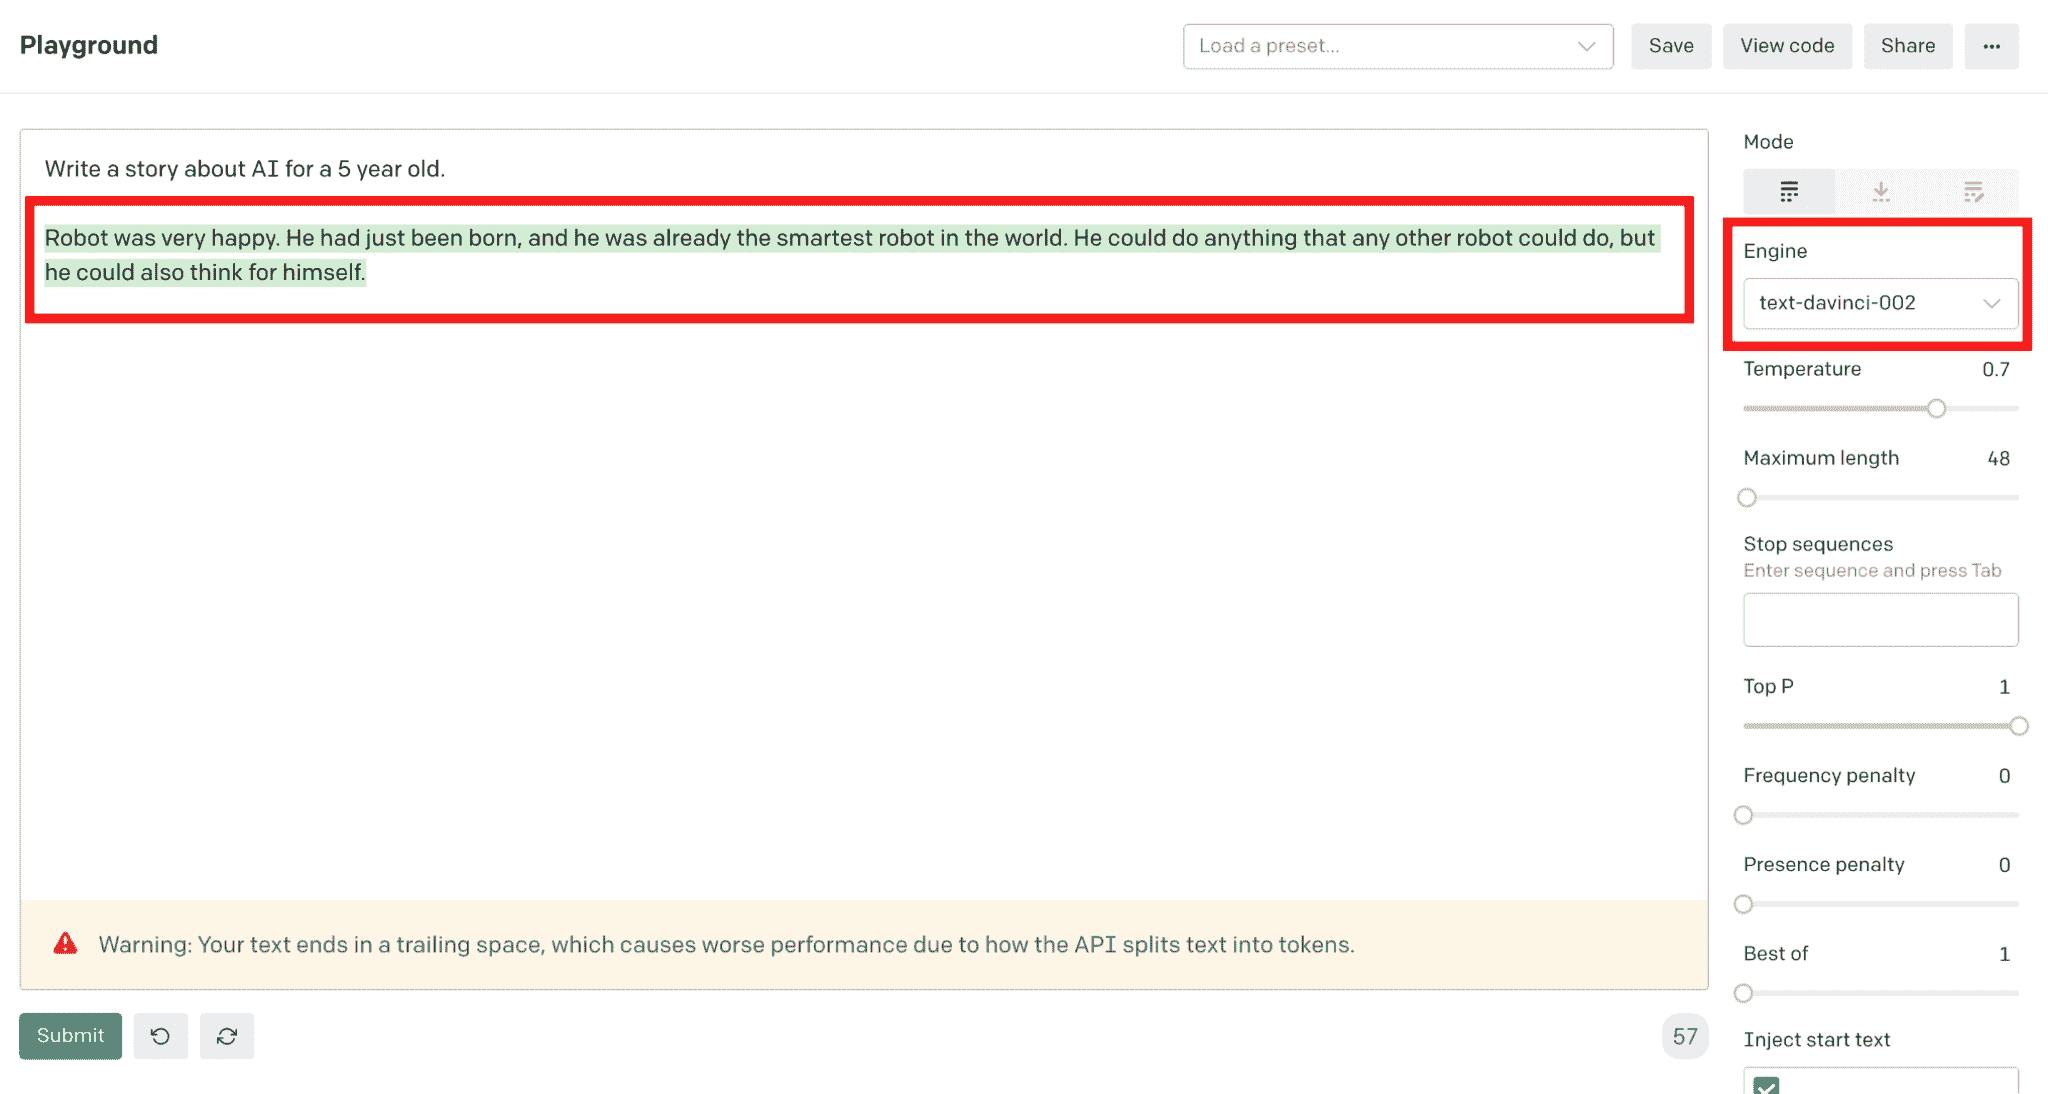 Playground
Load a preset...
Save
View code
Share
...
Write a story about AI for a 5 year old.
Robot was very happy. He had just been born, and he was already the smartest robot in the world. He could do anything that any other robot could do, but
he could also think for himself.
Warning: Your text ends in a trailing space, which causes worse performance due to how the API splits text into tokens.
Submit
57
Mode
Engine
text-davinci-002
Temperature 0.7
Maximum length 48
Stop sequences
Enter sequence and press Tab
Top P 1
Frequency penalty 0
Presence penalty 0
Best of 1
Inject start text